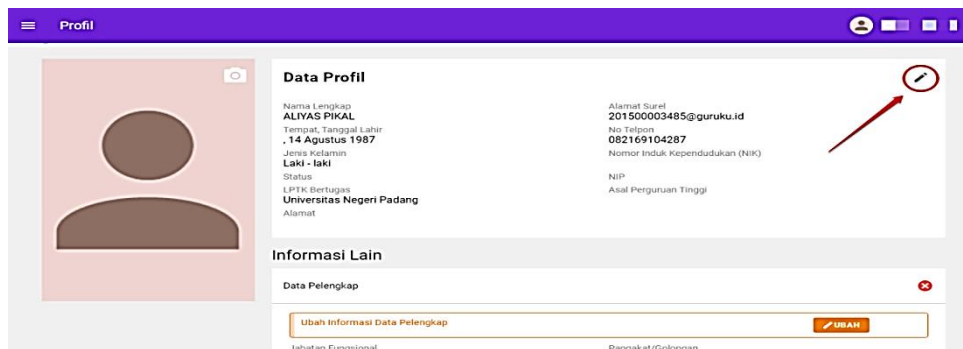 Profil
Data Profil
Nama Lengkap
ALIYAS PIKAL
Alamat Surel
201500003485@guruku.id
Tempat, Tanggal Lahir
, 14 Agustus 1987
No Telpon
082169104287
Jenis Kelamin
Laki - laki
Nomor Induk Kependudukan (NIK)
Status
NIP
LPTK Bertugas
Universitas Negeri Padang
Asal Perguruan Tinggi
Alamat
Informasi Lain
Data Pelengkap
Ubah Informasi Data Pelengkap
UBAH
Jabatan Fungsional
Pangakat/Golongan